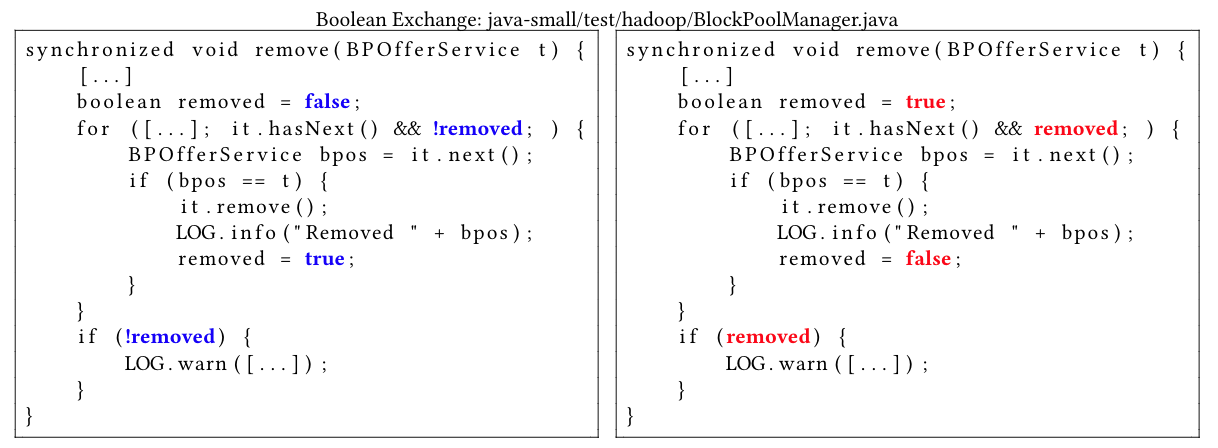 Boolean Exchange: java-small/test/hadoop/BlockPoolManager.java
synchronized void remove(BPOfferService t) {
[...]
boolean removed = false;
for ([...]; it.hasNext() && !removed; ) {
BPOfferService bpos = it.next();
if (bpos == t) {
it.remove();
LOG.info("Removed " + bpos);
removed = true;
}
}
if (!removed) {
LOG.warn([...]);
}
}
synchronized void remove(BPOfferService t) {
[...]
boolean removed = true;
for ([...]; it.hasNext() && removed; ) {
BPOfferService bpos = it.next();
if (bpos == t) {
it.remove();
LOG.info("Removed " + bpos);
removed = false;
}
}
if (removed) {
LOG.warn([...]);
}
}